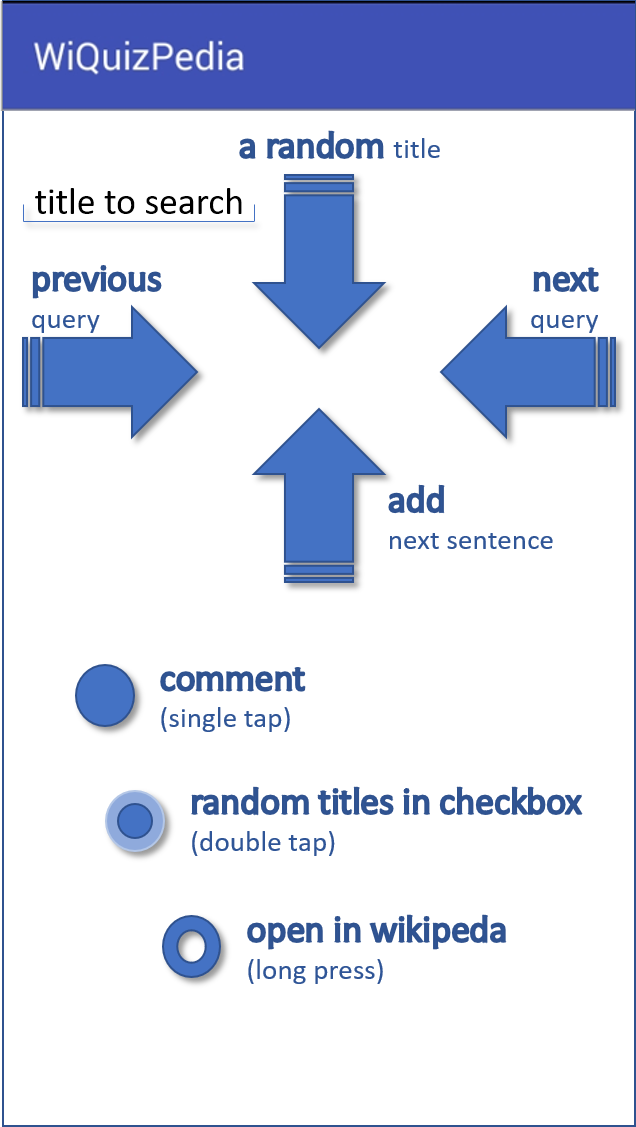 WiQuizPedia
a random title
title to search
previous
query
next
query
add
next sentence
comment
(single tap)
random titles in checkbox
(double tap)
open in wikipeda
(long press)